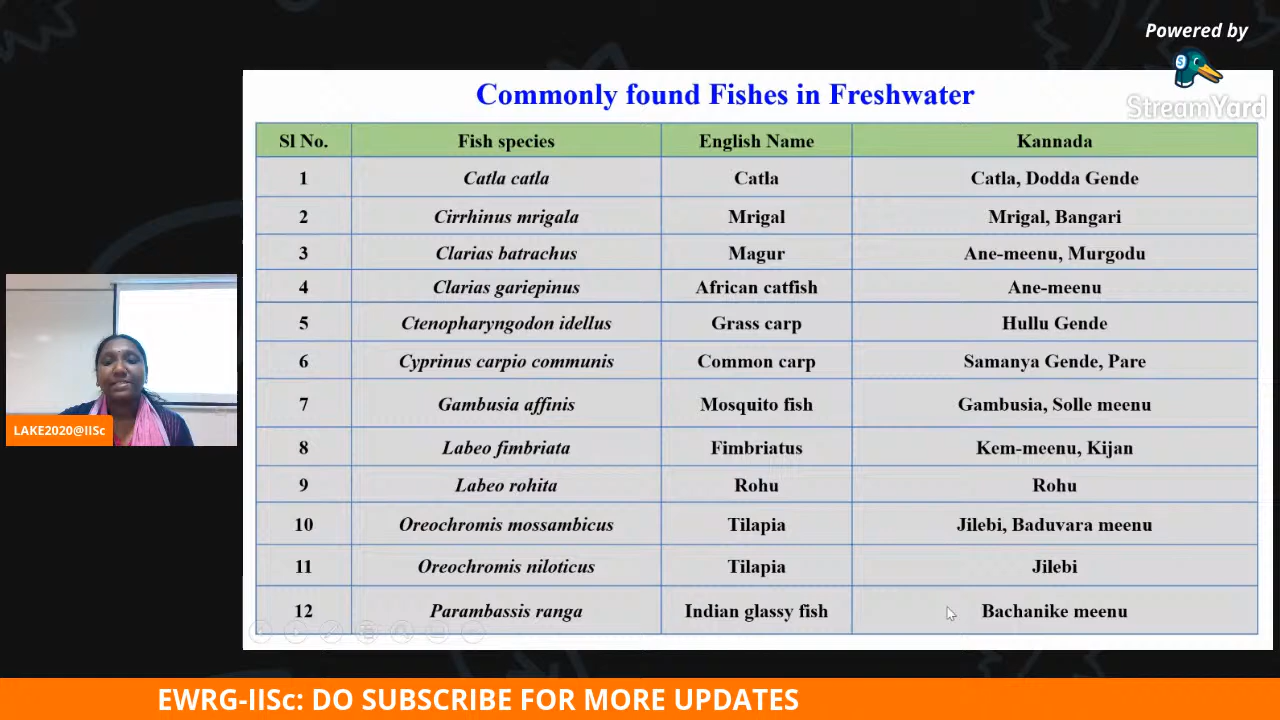 Powered by
StreamYard
Commonly found Fishes in Freshwater
Sl No. Fish species English Name Kannada
1 Catla catla Catla Catla, Dodda Gende
2 Cirrhinus mrigala Mrigal Mrigal, Bangari
3 Clarias batrachus Magur Ane-meenu, Murgodu
4 Clarias gariepinus African catfish Ane-meenu
5 Ctenopharyngodon idellus Grass carp Hullu Gende
6 Cyprinus carpio communis Common carp Samanya Gende, Pare
7 Gambusia affinis Mosquito fish Gambusia, Solle meenu
8 Labeo fimbriata Fimbriatus Kem-meenu, Kijan
9 Labeo rohita Rohu Rohu
10 Oreochromis mossambicus Tilapia Jilebi, Baduvara meenu
11 Oreochromis niloticus Tilapia Jilebi
12 Parambassis ranga Indian glassy fish Bachanike meenu
LAKE2020@IISc
EWRG-IISc: DO SUBSCRIBE FOR MORE UPDATES